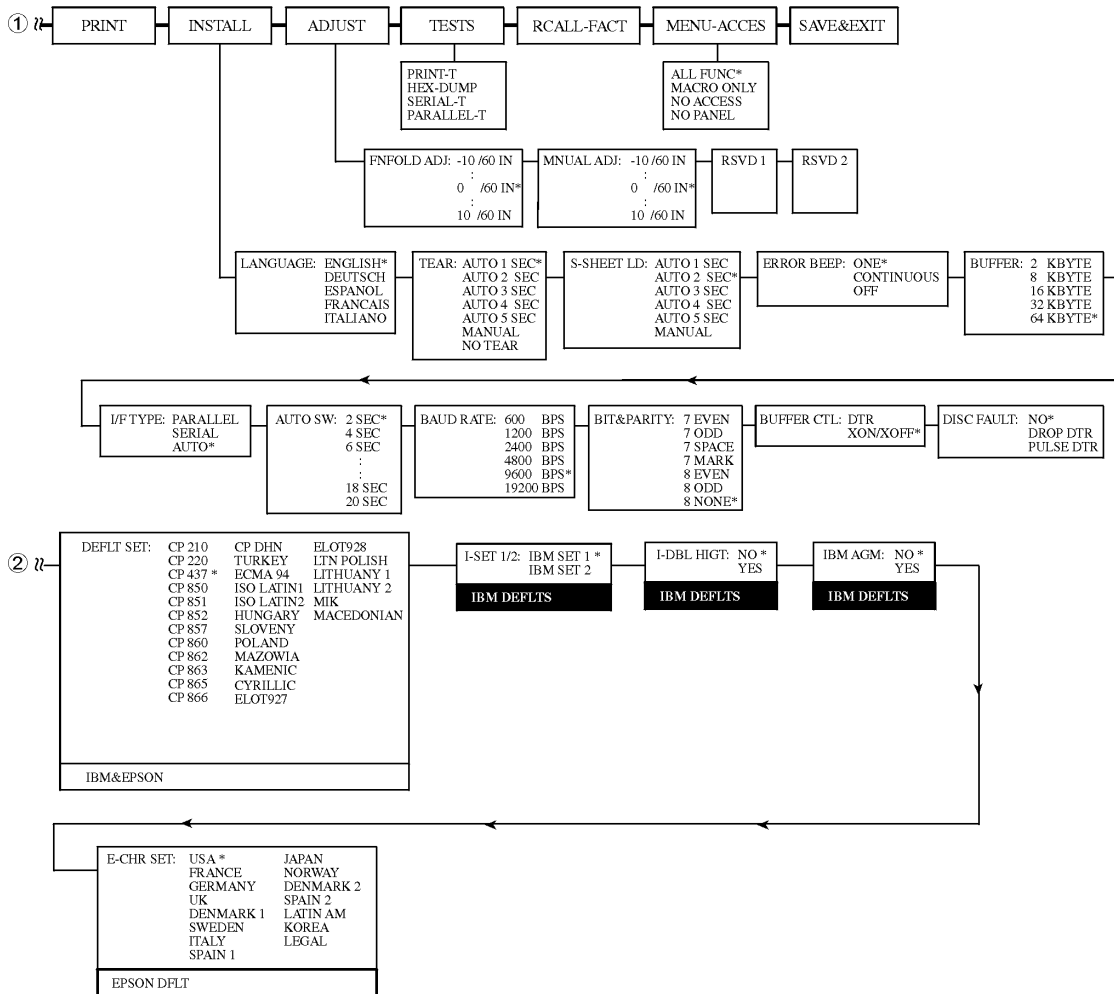 ① PRINT INSTALL ADJUST TESTS RCALL-FACT MENU-ACCES SAVE&EXIT
PRINT-T
HEX-DUMP
SERIAL-T
PARALLEL-T
ALL FUNC*
MACRO ONLY
NO ACCESS
NO PANEL
FNFOLD ADJ: -10 /60 IN
:
0 /60 IN*
:
10 /60 IN
MNUAL ADJ: -10 /60 IN
:
0 /60 IN*
:
10 /60 IN
RSVD 1
RSVD 2
LANGUAGE: ENGLISH*
DEUTSCH
ESPANOL
FRANCAIS
ITALIANO
TEAR: AUTO 1 SEC*
AUTO 2 SEC
AUTO 3 SEC
AUTO 4 SEC
AUTO 5 SEC
MANUAL
NO TEAR
S-SHEET LD: AUTO 1 SEC
AUTO 2 SEC*
AUTO 3 SEC
AUTO 4 SEC
AUTO 5 SEC
MANUAL
ERROR BEEP: ONE*
CONTINUOUS
OFF
BUFFER: 2 KBYTE
8 KBYTE
16 KBYTE
32 KBYTE
64 KBYTE*
I/F TYPE: PARALLEL
SERIAL
AUTO*
AUTO SW: 2 SEC*
4 SEC
6 SEC
:
:
18 SEC
20 SEC
BAUD RATE: 600 BPS
1200 BPS
2400 BPS
4800 BPS
9600 BPS*
19200 BPS
BIT&PARITY: 7 EVEN
7 ODD
7 SPACE
7 MARK
8 EVEN
8 ODD
8 NONE*
BUFFER CTL: DTR
XON/XOFF*
DISC FAULT: NO*
DROP DTR
PULSE DTR
②
DEFLT SET: CP 210 CP DHN ELOT928
CP 220 TURKEY LTN POLISH
CP 437 * ECMA 94 LITHUANY 1
CP 850 ISO LATIN1 LITHUANY 2
CP 851 ISO LATIN2 MIK
CP 852 HUNGARY MACEDONIAN
CP 857 SLOVENY
CP 860 POLAND
CP 862 MAZOWIA
CP 863 KAMENIC
CP 865 CYRILLIC
CP 866 ELOT927
IBM&EPSON
I-SET 1/2: IBM SET 1 *
IBM SET 2
IBM DEFLTS
I-DBL HIGT: NO *
YES
IBM DEFLTS
IBM AGM: NO *
YES
IBM DEFLTS
E-CHR SET: USA * JAPAN
FRANCE NORWAY
GERMANY DENMARK 2
UK SPAIN 2
DENMARK 1 LATIN AM
SWEDEN KOREA
ITALY LEGAL
SPAIN 1
EPSON DFLT